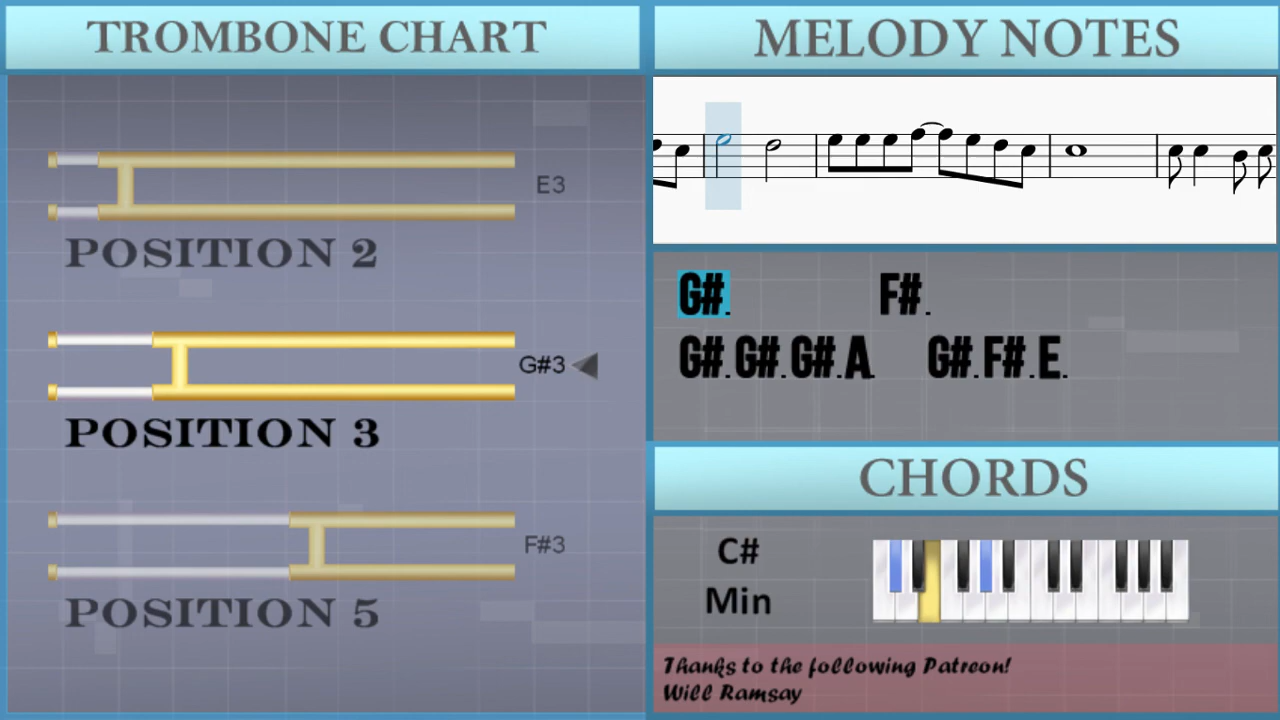 TROMBONE CHART
E3
POSITION 2
G#3
POSITION 3
F#3
POSITION 5
MELODY NOTES
G#. F#.
G#.G#.G#.A. G#.F#.E.
CHORDS
C#
Min
Thanks to the following Patreon!
Will Ramsay